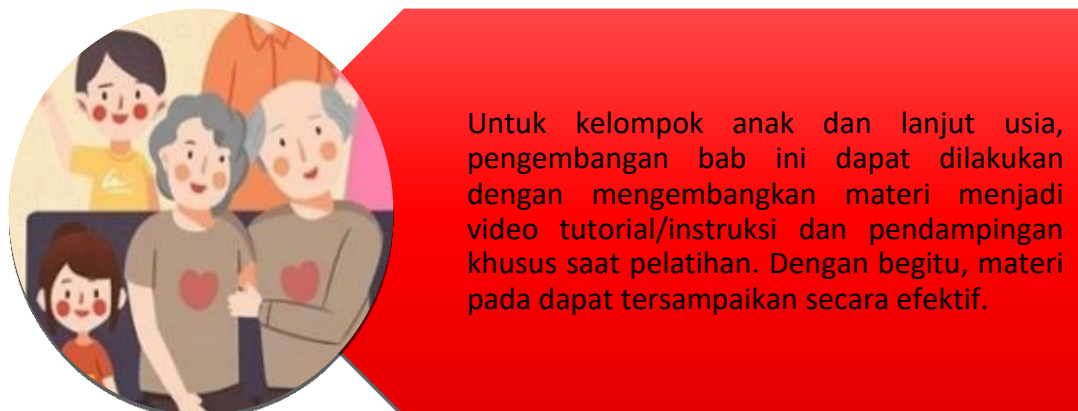 Untuk kelompok anak dan lanjut usia,
pengembangan bab ini dapat dilakukan
dengan mengembangkan materi menjadi
video tutorial/instruksi dan pendampingan
khusus saat pelatihan. Dengan begitu, materi
pada dapat tersampaikan secara efektif.